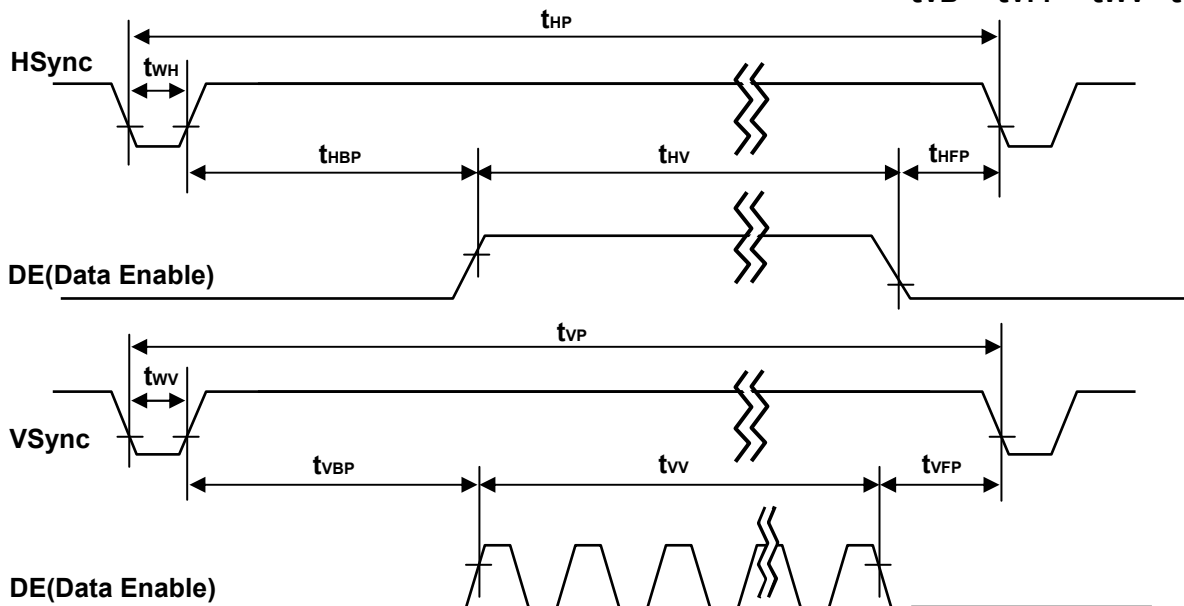 tHP
HSync
tWH
tHBP tHV tHFP
DE(Data Enable)
tVP
tWV
VSync
tVBP tVV tVFP
DE(Data Enable)